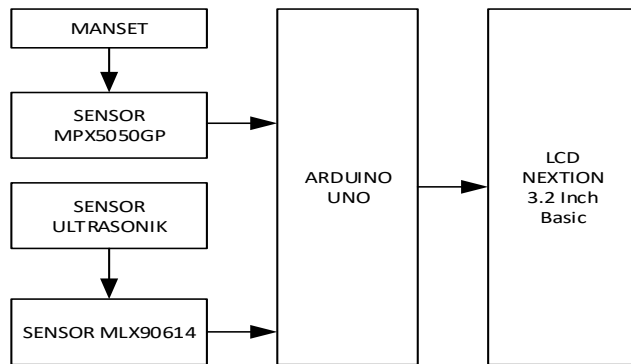 MANSET
SENSOR
MPX5050GP
SENSOR
ULTRASONIK
SENSOR MLX90614
ARDUINO
UNO
LCD
NEXTION
3.2 Inch
Basic